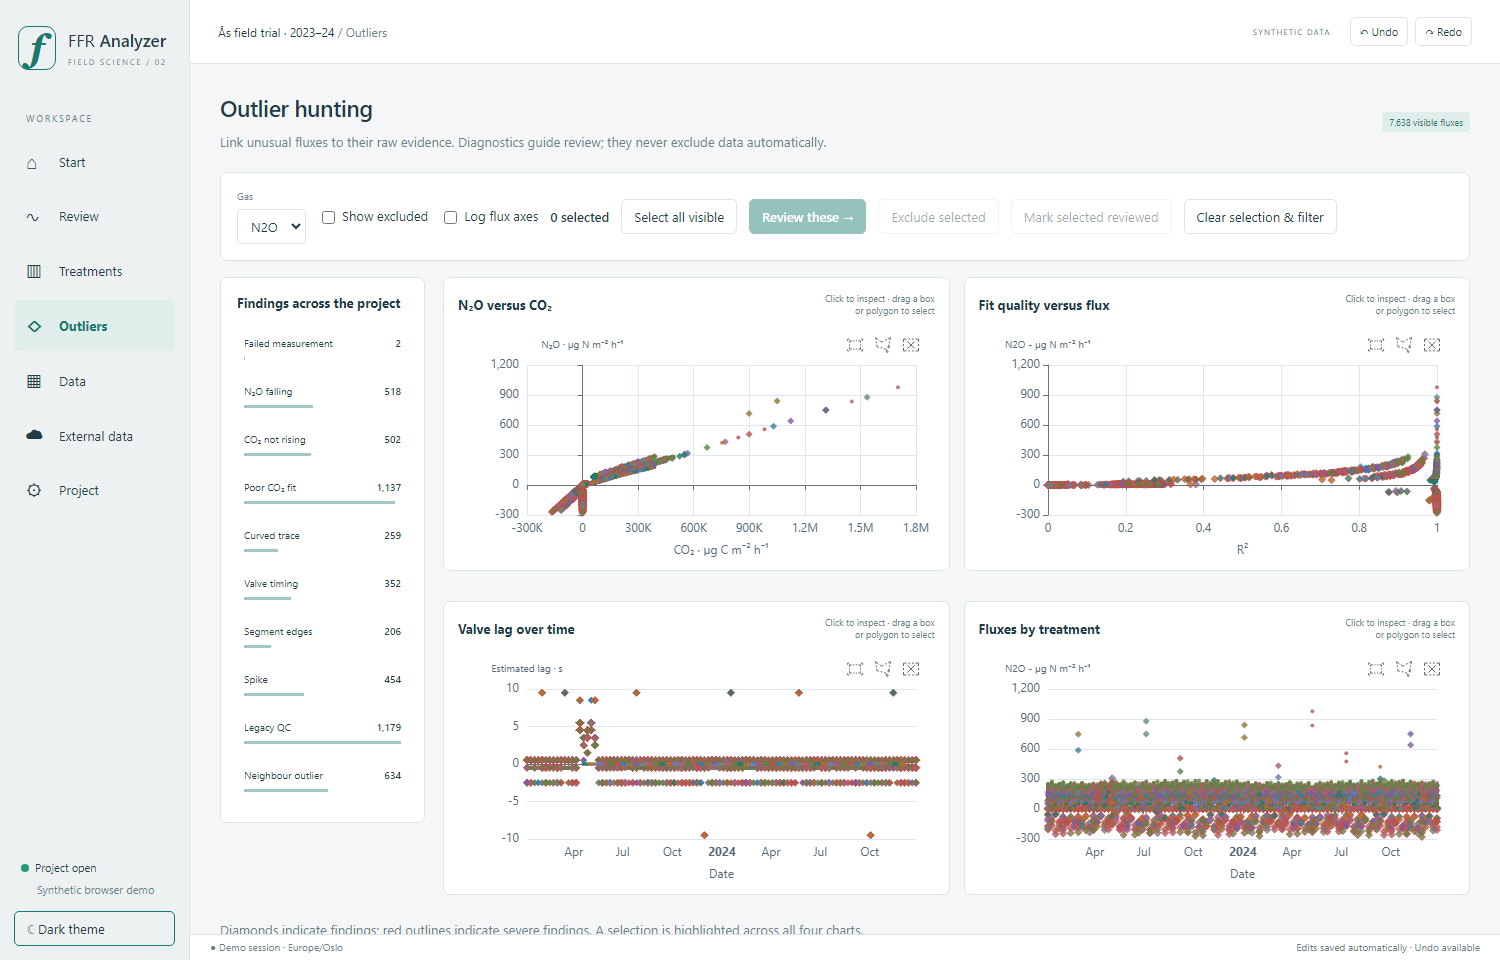 FFR Analyzer
FIELD SCIENCE / 02
WORKSPACE
Start
Review
Treatments
Outliers
Data
External data
Project
Project open
Synthetic browser demo
☾ Dark theme
Ås field trial · 2023–24 / Outliers
SYNTHETIC DATA
↶ Undo
↷ Redo
Outlier hunting
Link unusual fluxes to their raw evidence. Diagnostics guide review; they never exclude data automatically.
7,638 visible fluxes
Gas
N2O
Show excluded
Log flux axes
0 selected
Select all visible
Review these →
Exclude selected
Mark selected reviewed
Clear selection & filter
Findings across the project
Failed measurement 2
N₂O falling 518
CO₂ not rising 502
Poor CO₂ fit 1,137
Curved trace 259
Valve timing 352
Segment edges 206
Spike 454
Legacy QC 1,179
Neighbour outlier 634
N₂O versus CO₂
Click to inspect · drag a box
or polygon to select
N₂O · µg N m⁻² h⁻¹
1,200
900
600
300
0
-300
-300K 0 300K 600K 900K 1.2M 1.5M 1.8M
CO₂ · µg C m⁻² h⁻¹
Fit quality versus flux
Click to inspect · drag a box
or polygon to select
N2O - µg N m⁻² h⁻¹
1,200
900
600
300
0
-300
0 0.2 0.4 0.6 0.8 1
R²
Valve lag over time
Click to inspect · drag a box
or polygon to select
Estimated lag · s
10
5
0
-5
-10
Apr Jul Oct 2024 Apr Jul Oct
Date
Fluxes by treatment
Click to inspect · drag a box
or polygon to select
N2O - µg N m⁻² h⁻¹
1,200
900
600
300
0
-300
Apr Jul Oct 2024 Apr Jul Oct
Date
Diamonds indicate findings; red outlines indicate severe findings. A selection is highlighted across all four charts.
● Demo session · Europe/Oslo
Edits saved automatically · Undo available